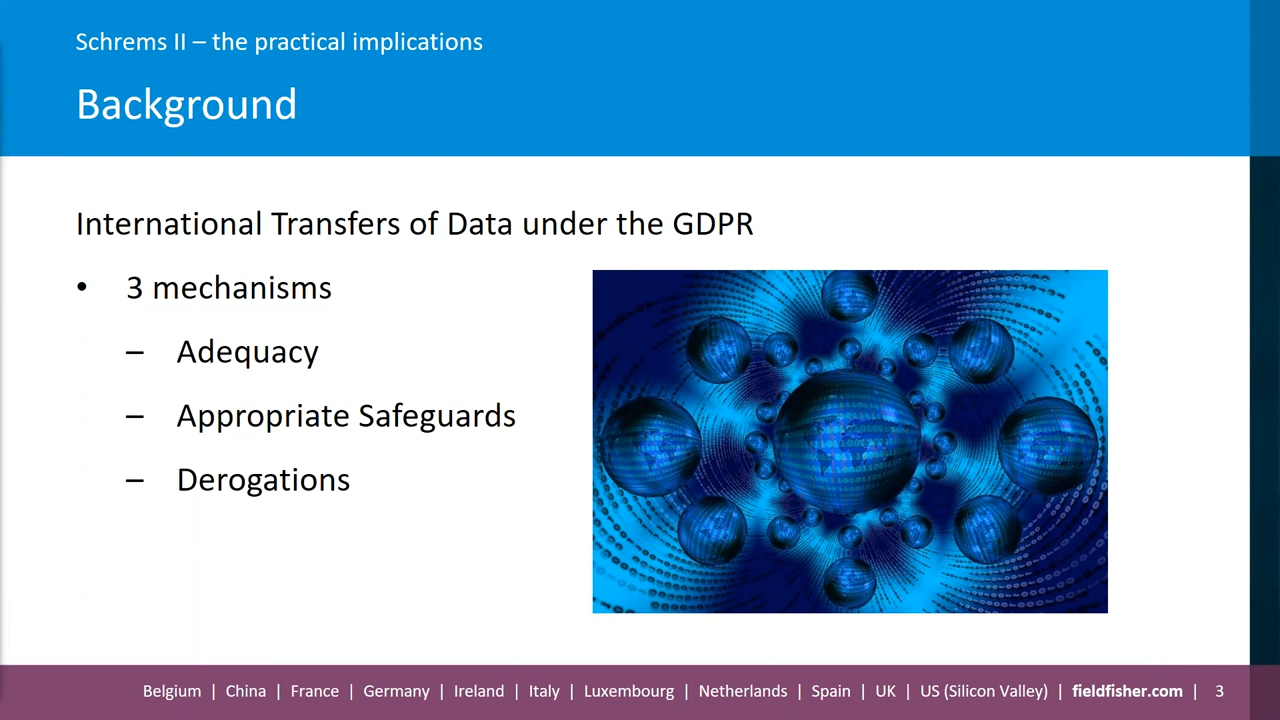 Schrems II – the practical implications
Background
International Transfers of Data under the GDPR
• 3 mechanisms
– Adequacy
– Appropriate Safeguards
– Derogations
Belgium | China | France | Germany | Ireland | Italy | Luxembourg | Netherlands | Spain | UK | US (Silicon Valley) | fieldfisher.com | 3